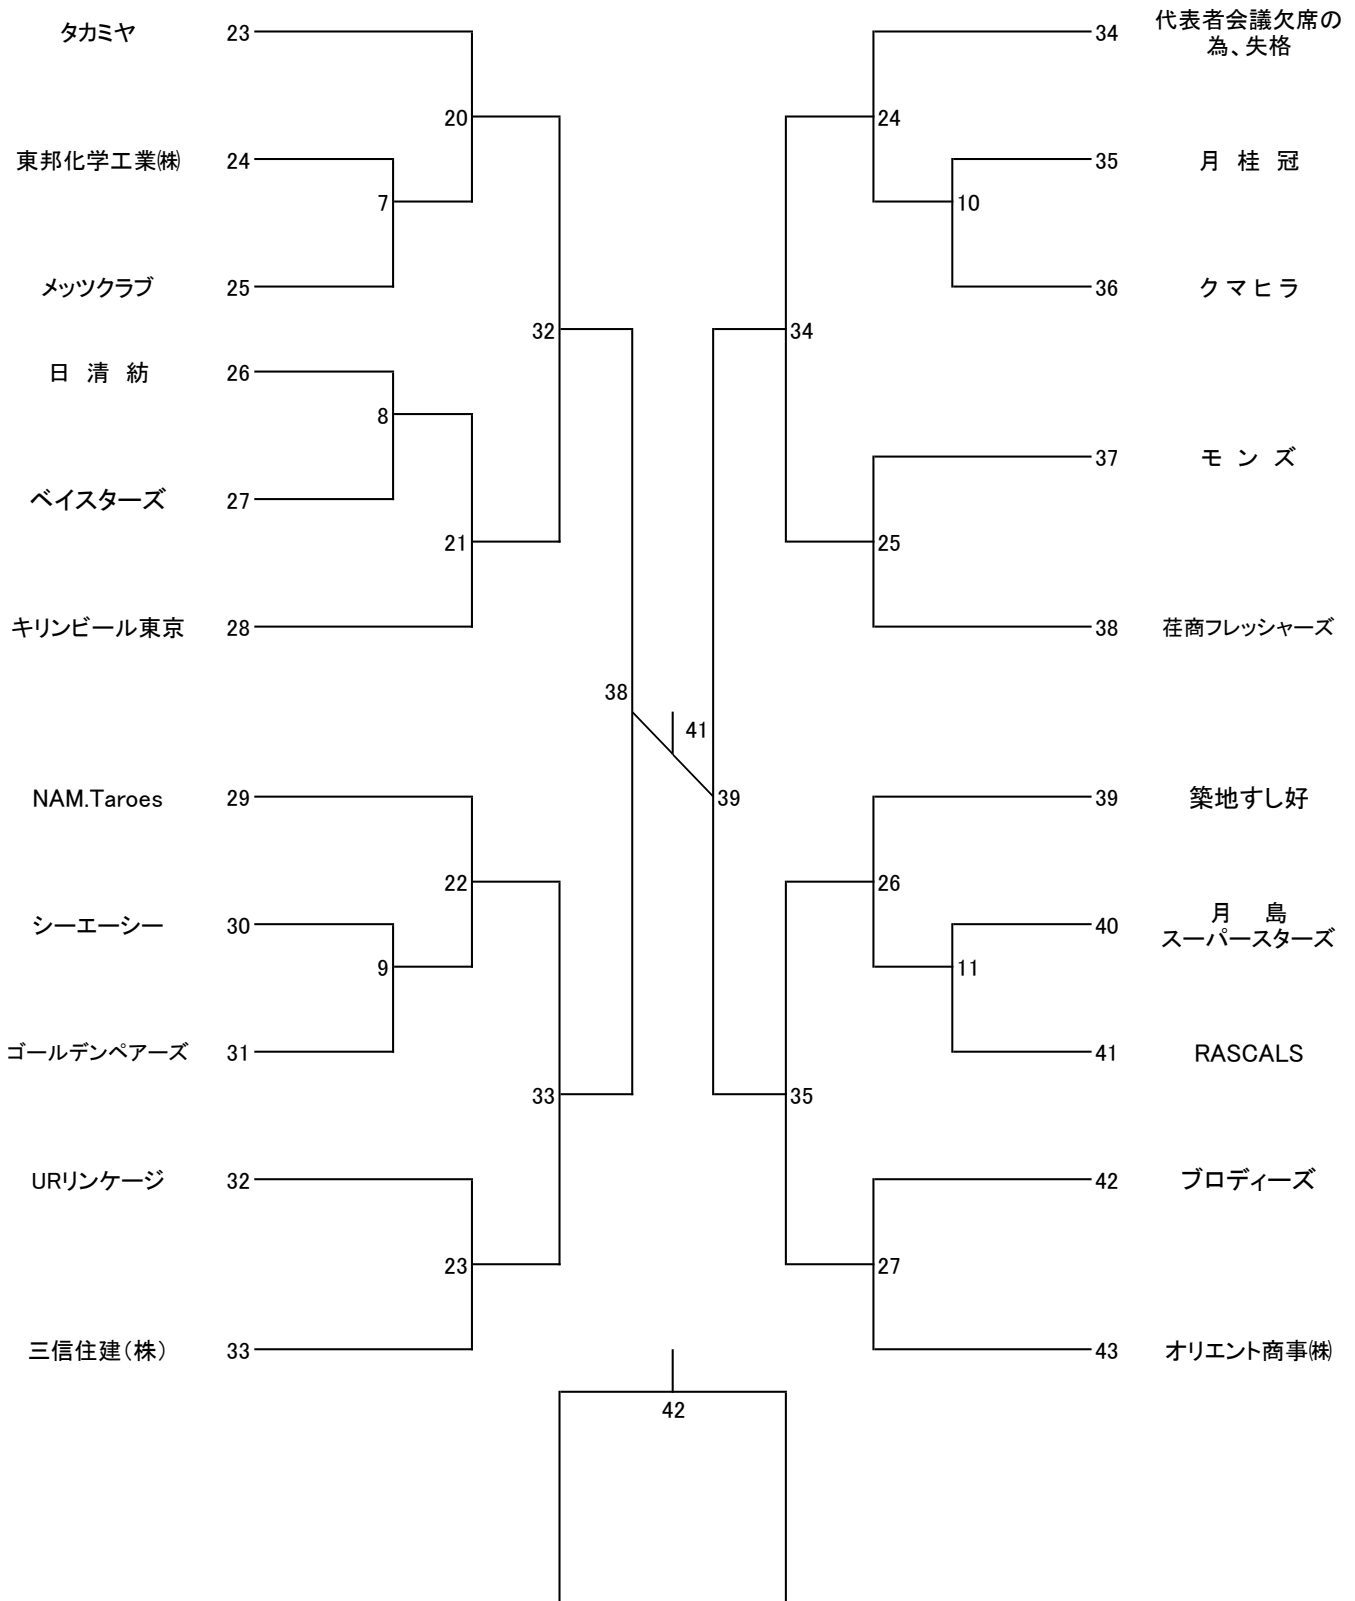 タカミヤ 23
20
東邦化学工業㈱ 24
7
メッツクラブ 25
32
日 清 紡 26
8
ベイスターズ 27
21
キリンビール東京 28
38
NAM.Taroes 29
22
シーエーシー 30
9
ゴールデンペアーズ 31
33
URリンケージ 32
23
三信住建（株） 33
34 代表者会議欠席の
為、失格
24
35 月 桂 冠
10
36 クマヒラ
34
37 モ ン ズ
25
38 荏商フレッシャーズ
41
39
39 築地すし好
26
40 月 島
スーパースターズ
11
41 RASCALS
35
42 ブロディーズ
27
43 オリエント商事㈱
42